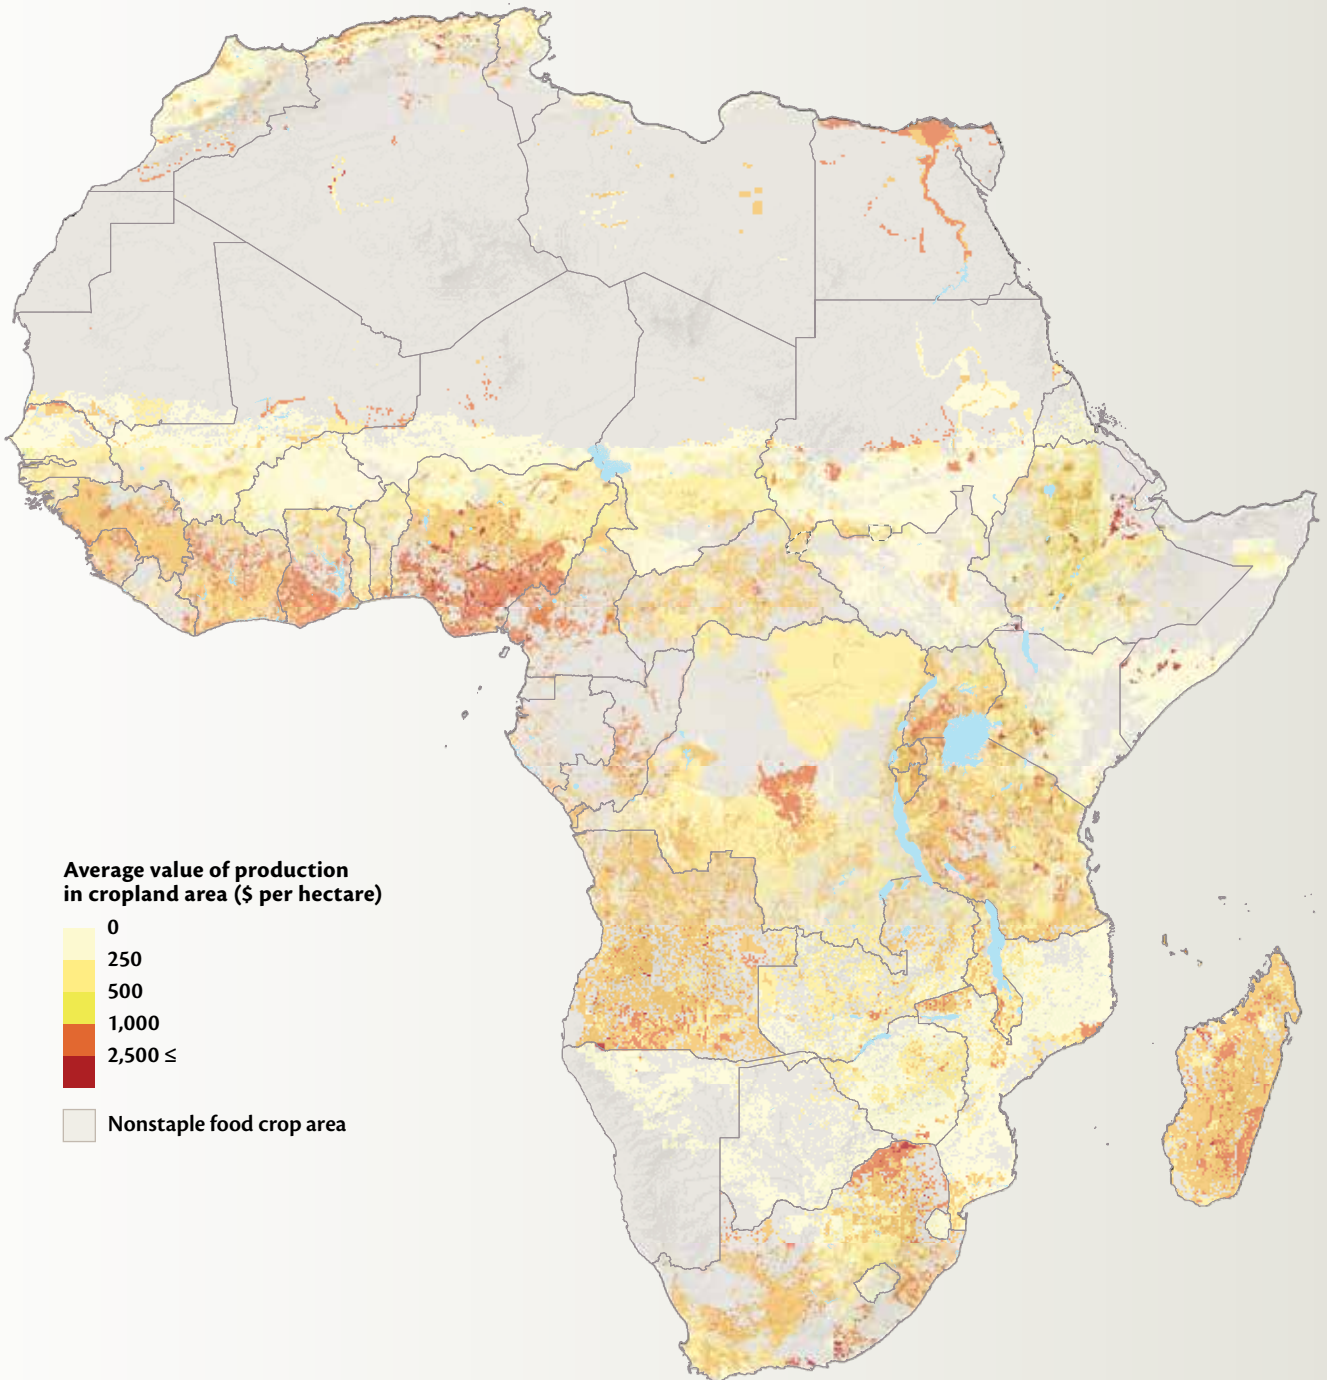 Average value of production
in cropland area ($ per hectare)
0
250
500
1,000
2,500 ≤
Nonstaple food crop area